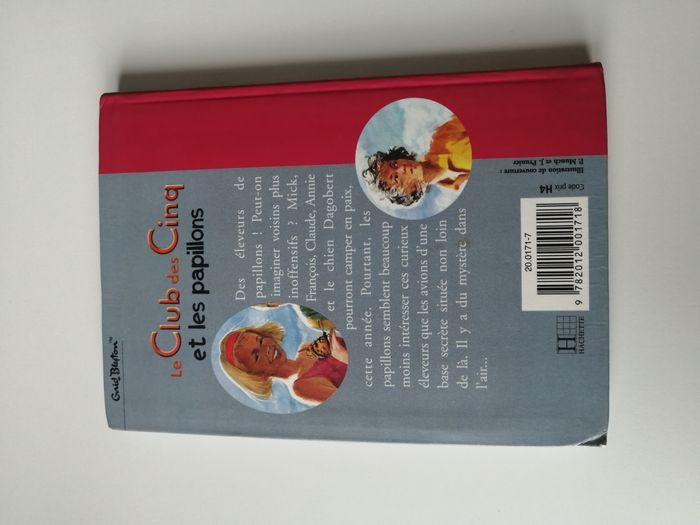 Enid Blyton™
Le Club des Cinq
et les papillons
Des éleveurs de
papillons ! Peut-on
imaginer voisins plus
inoffensifs ? Mick,
François, Claude, Annie
et le chien Dagobert
pourront camper en paix,
cette année. Pourtant, les
papillons semblent beaucoup
moins intéresser ces curieux
éleveurs que les avions d'une
base secrète située non loin
de là. Il y a du mystère dans
l'air...
Illustration de couverture :
P. Munch et J. Prunier
Code prix H4
20.0171-7
9 782012 001718
H
HACHETTE